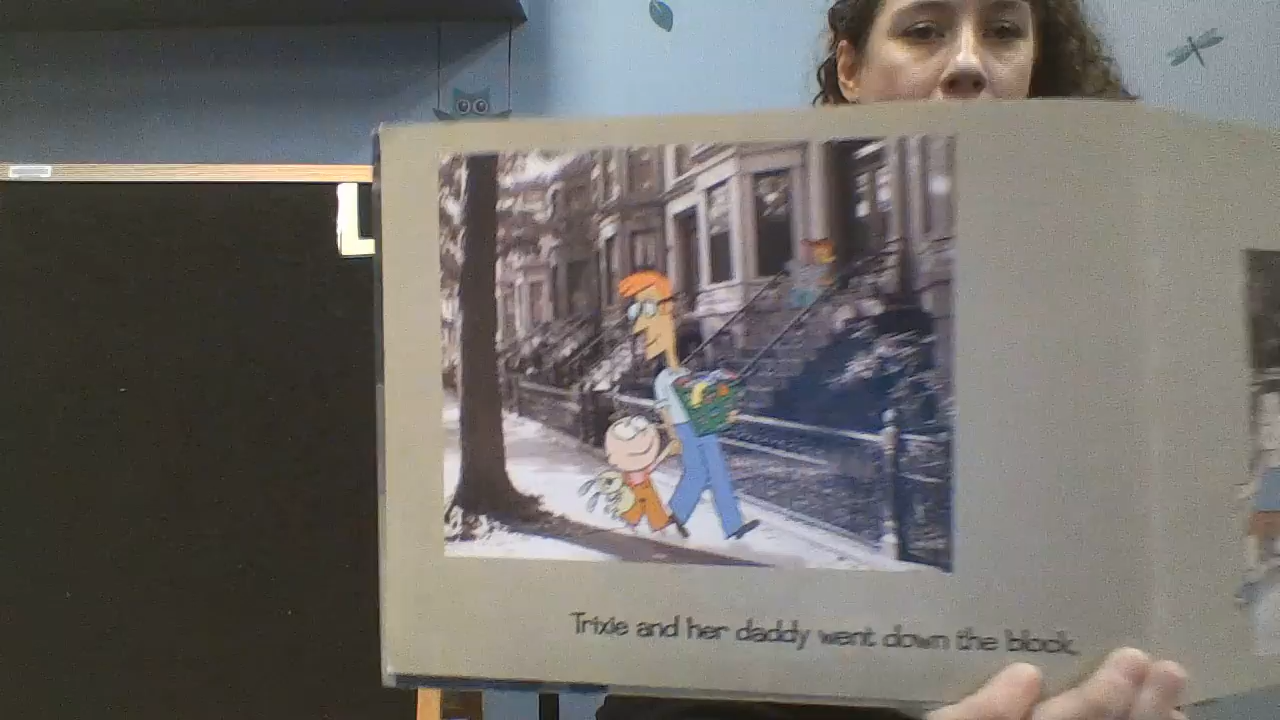 Trixie and her daddy went down the block.